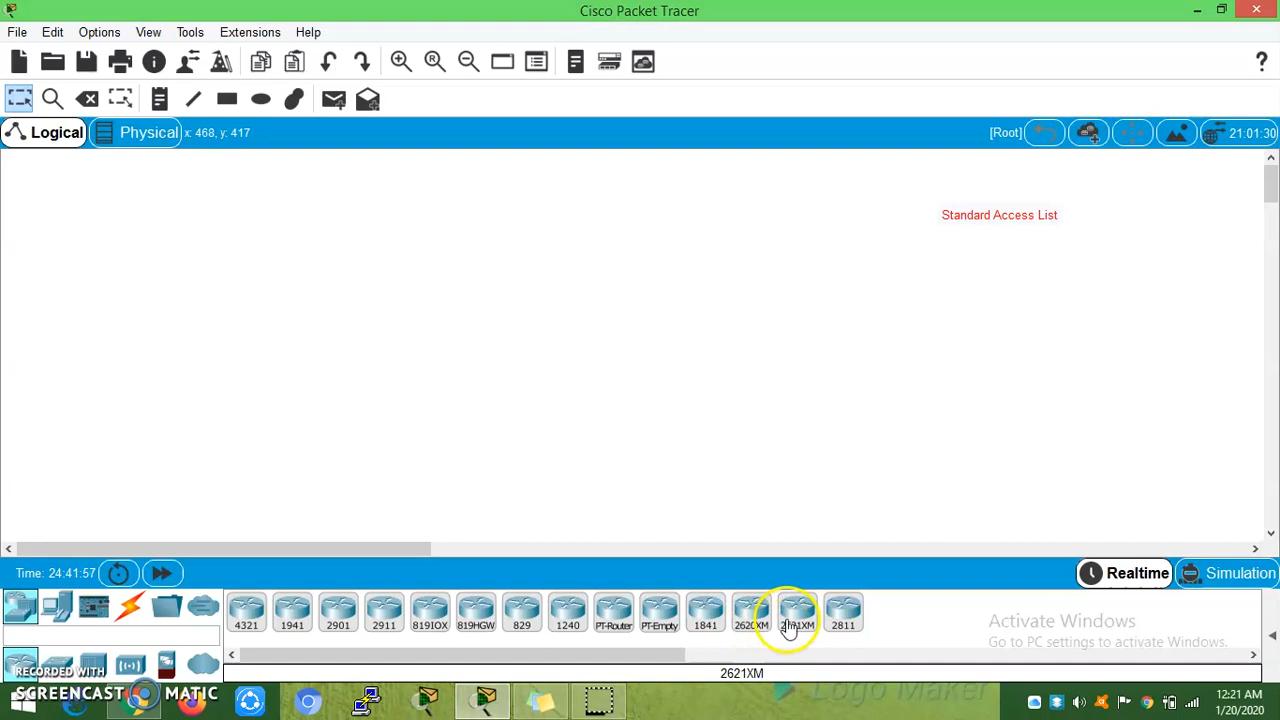 Cisco Packet Tracer
File Edit Options View Tools Extensions Help
Logical Physical x: 468, y: 417 [Root] 21:01:30
Standard Access List
Time: 24:41:57 Realtime Simulation
4321 1941 2901 2911 819IOX 819HGW 829 1240 PT-Router PT-Empty 1841 2620XM 2621XM 2811
Activate Windows
Go to PC settings to activate Windows.
RECORDED WITH
2621XM
SCREENCAST MATIC
Logo Maker
12:21 AM
1/20/2020